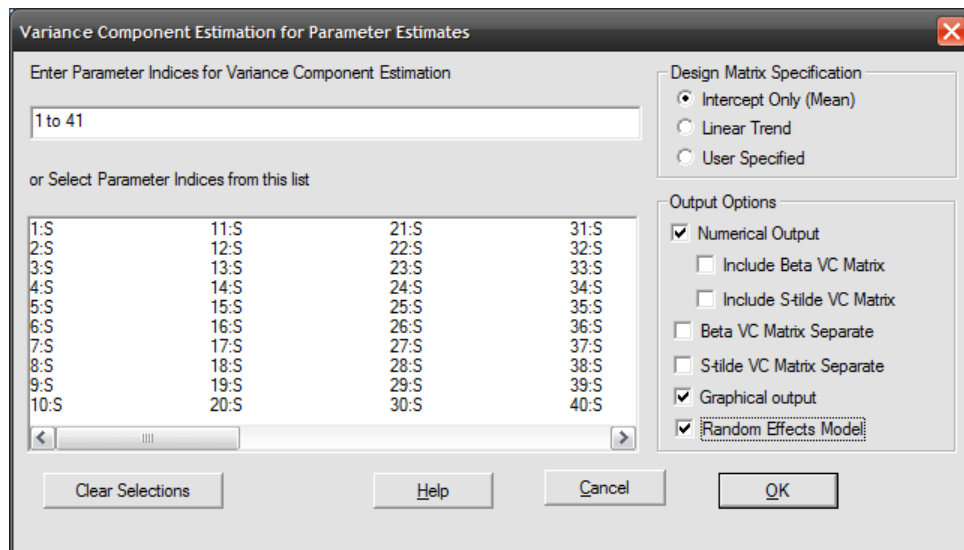 Variance Component Estimation for Parameter Estimates
Enter Parameter Indices for Variance Component Estimation
1 to 41
or Select Parameter Indices from this list
1:S 11:S 21:S 31:S
2:S 12:S 22:S 32:S
3:S 13:S 23:S 33:S
4:S 14:S 24:S 34:S
5:S 15:S 25:S 35:S
6:S 16:S 26:S 36:S
7:S 17:S 27:S 37:S
8:S 18:S 28:S 38:S
9:S 19:S 29:S 39:S
10:S 20:S 30:S 40:S
Design Matrix Specification
Intercept Only (Mean)
Linear Trend
User Specified
Output Options
Numerical Output
Include Beta VC Matrix
Include S-tilde VC Matrix
Beta VC Matrix Separate
S-tilde VC Matrix Separate
Graphical output
Random Effects Model
Clear Selections Help Cancel OK